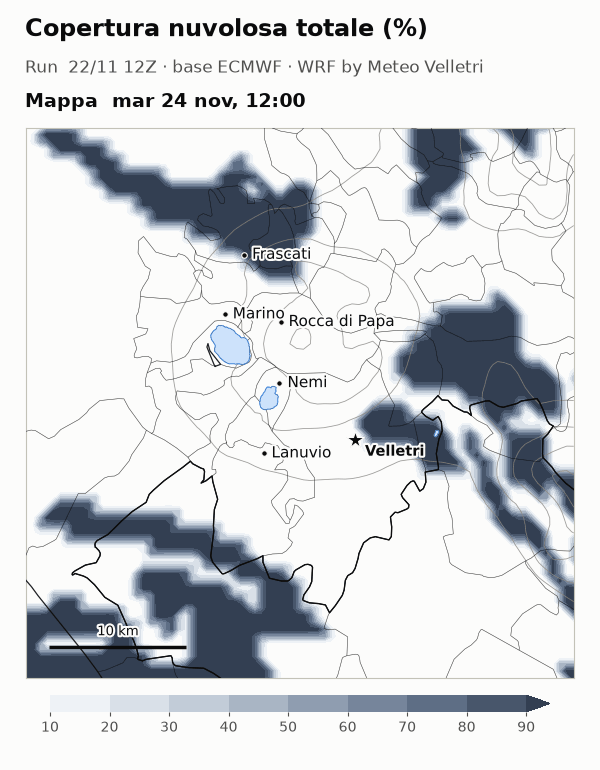 Copertura nuvolosa totale (%)
Run  22/11 12Z · base ECMWF · WRF by Meteo Velletri
Mappa  mar 24 nov, 12:00
Frascati
Marino
Rocca di Papa
Nemi
Velletri
Lanuvio
10 km
10 20 30 40 50 60 70 80 90